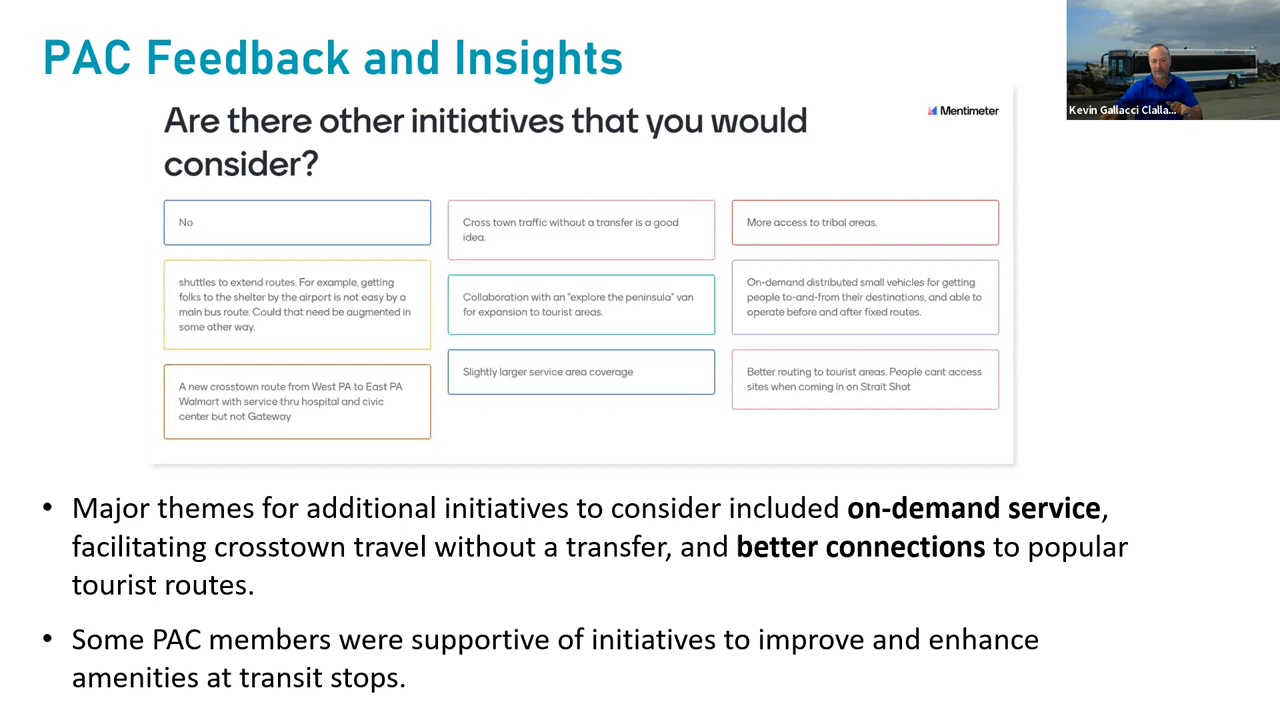 PAC Feedback and Insights
Kevin Gallacci Clalla...
Are there other initiatives that you would
consider?
Mentimeter
No
shuttles to extend routes. For example, getting
folks to the shelter by the airport is not easy by a
main bus route. Could that need be augmented in
some other way.
A new crosstown route from West PA to East PA
Walmart with service thru hospital and civic
center but not Gateway
Cross town traffic without a transfer is a good
idea.
Collaboration with an "explore the peninsula" van
for expansion to tourist areas.
Slightly larger service area coverage
More access to tribal areas.
On-demand distributed small vehicles for getting
people to-and-from their destinations, and able to
operate before and after fixed routes.
Better routing to tourist areas. People cant access
sites when coming in on Strait Shot
• Major themes for additional initiatives to consider included on-demand service,
facilitating crosstown travel without a transfer, and better connections to popular
tourist routes.
• Some PAC members were supportive of initiatives to improve and enhance
amenities at transit stops.